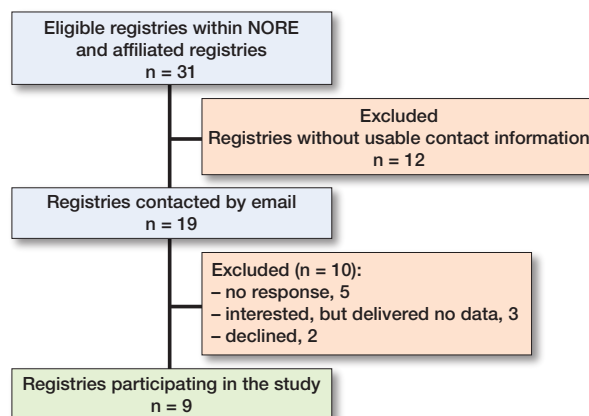 Eligible registries within NORE
and affiliated registries
n = 31
Excluded
Registries without usable contact information
n = 12
Registries contacted by email
n = 19
Excluded (n = 10):
– no response, 5
– interested, but delivered no data, 3
– declined, 2
Registries participating in the study
n = 9